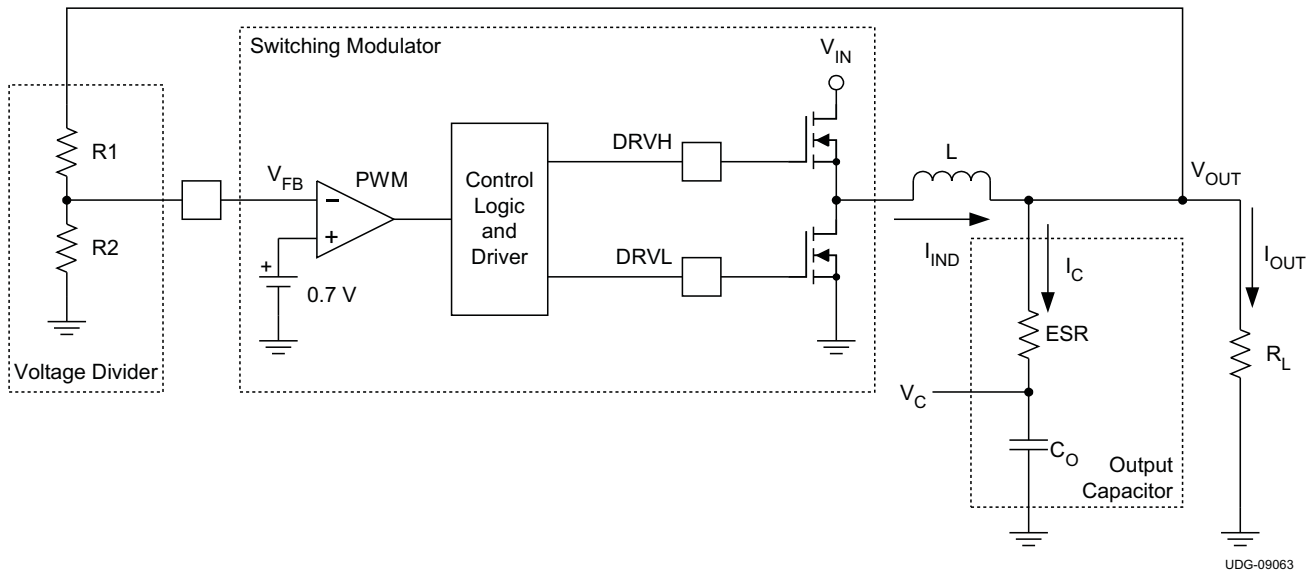 Switching Modulator
V_IN
R1
DRVH
L
V_FB
PWM
V_OUT
Control
Logic
and
Driver
R2
DRVL
I_IND
I_C
I_OUT
+
0.7 V
−
+
ESR
R_L
Voltage Divider
V_C
C_O
Output
Capacitor
UDG-09063